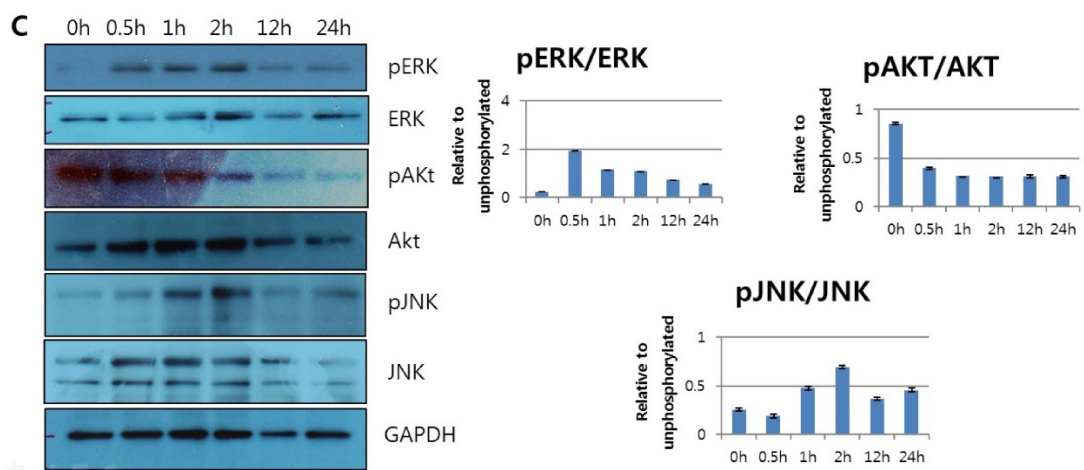 C
0h 0.5h 1h 2h 12h 24h
pERK
ERK
pAKt
Akt
pJNK
JNK
GAPDH
pERK/ERK
Relative to
unphosphorylated
4
2
0
0h 0.5h 1h 2h 12h 24h
pAKT/AKT
Relative to
unphosphorylated
1
0.5
0
0h 0.5h 1h 2h 12h 24h
pJNK/JNK
Relative to
unphosphorylated
1
0.5
0
0h 0.5h 1h 2h 12h 24h